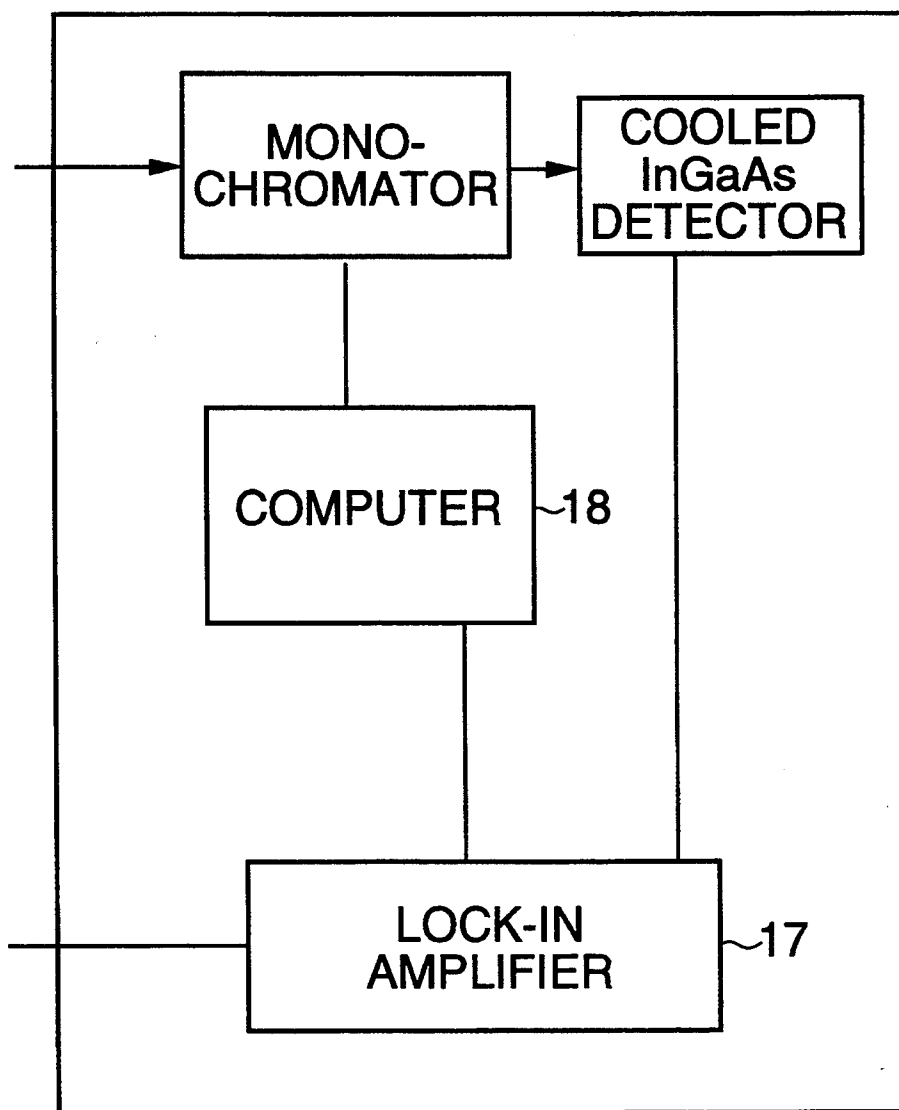 MONO-
CHROMATOR
COOLED
InGaAs
DETECTOR
COMPUTER
18
LOCK-IN
AMPLIFIER
17